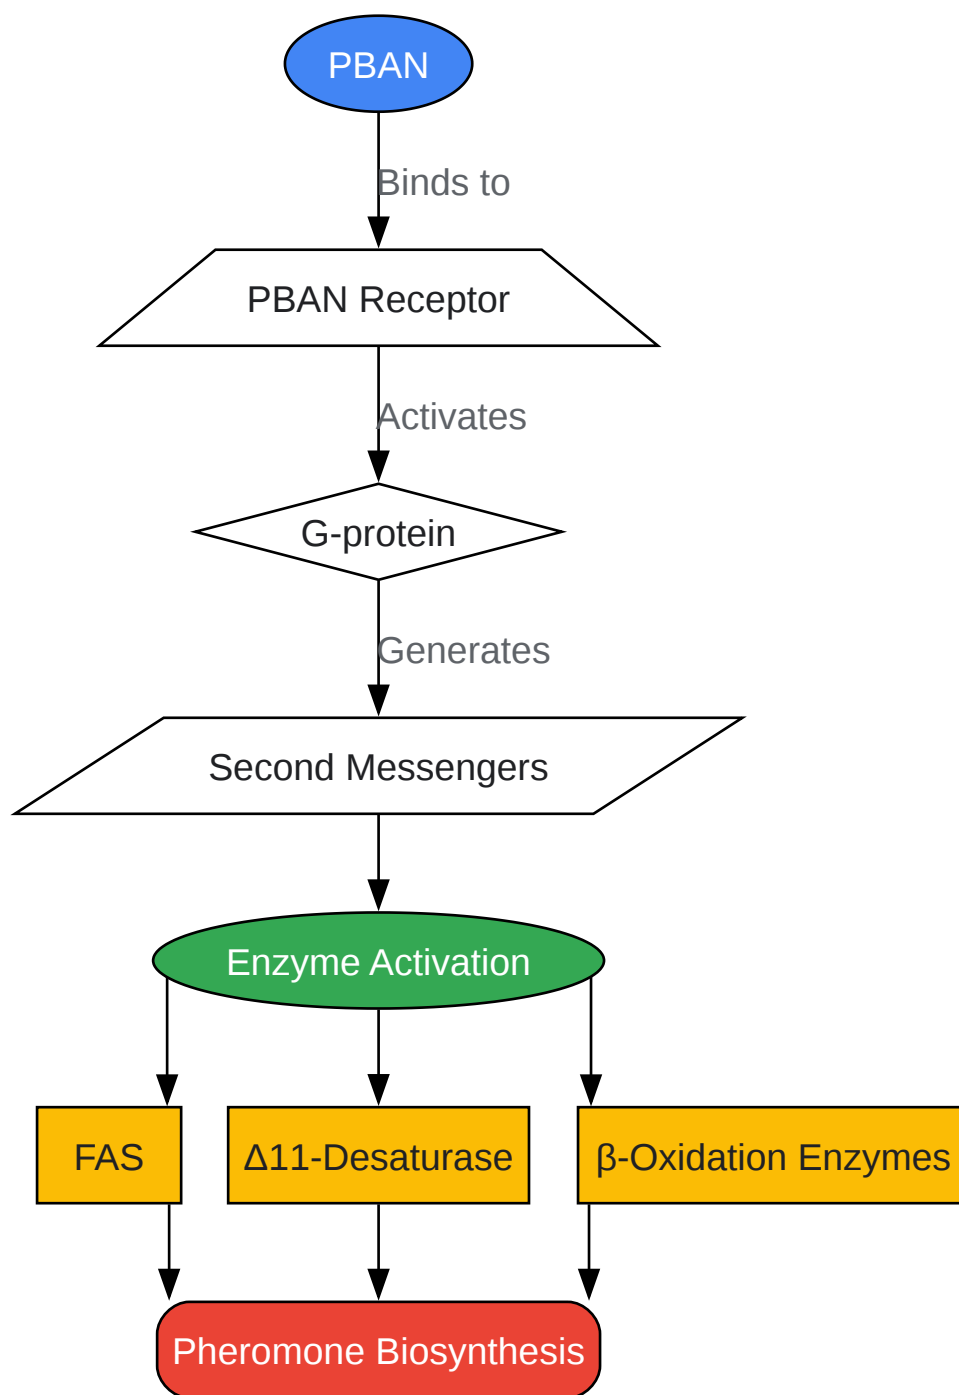 PBAN
Binds to
PBAN Receptor
Activates
G-protein
Generates
Second Messengers
Enzyme Activation
FAS
Δ11-Desaturase
β-Oxidation Enzymes
Pheromone Biosynthesis